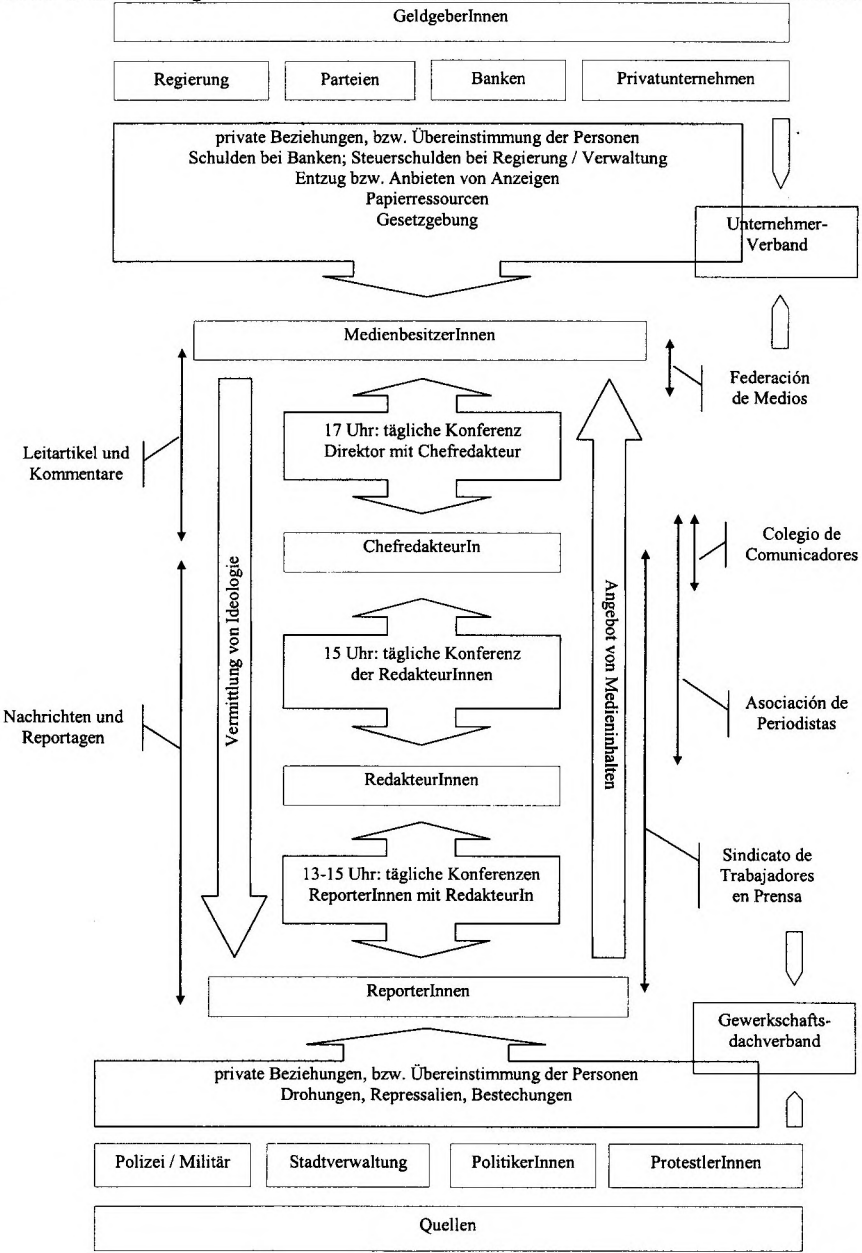 GeldgeberInnen
Regierung
Parteien
Banken
Privatunternehmen
private Beziehungen, bzw. Übereinstimmung der Personen
Schulden bei Banken; Steuerschulden bei Regierung / Verwaltung
Entzug bzw. Anbieten von Anzeigen
Papierressourcen
Gesetzgebung
Unternehmer-
Verband
MedienbesitzerInnen
Federación
de Medios
17 Uhr: tägliche Konferenz
Direktor mit Chefredakteur
Leitartikel und
Kommentare
ChefredakteurIn
Colegio de
Comunicadores
Vermittlung von Ideologie
Angebot von Medieninhalten
15 Uhr: tägliche Konferenz
der RedakteurInnen
Nachrichten und
Reportagen
Asociación de
Periodistas
RedakteurInnen
13-15 Uhr: tägliche Konferenzen
ReporterInnen mit RedakteurIn
Sindicato de
Trabajadores
en Prensa
ReporterInnen
Gewerkschafts-
dachverband
private Beziehungen, bzw. Übereinstimmung der Personen
Drohungen, Repressalien, Bestechungen
Polizei / Militär
Stadtverwaltung
PolitikerInnen
ProtestlerInnen
Quellen